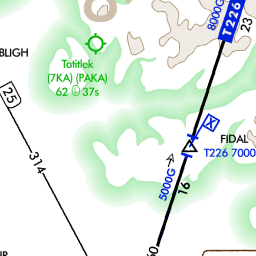 8000G
T226
23
BLIGH
Tatitlek
(7KA) (PAKA)
62 37s
25
314
FIDAL
T226 7000
5000G
16